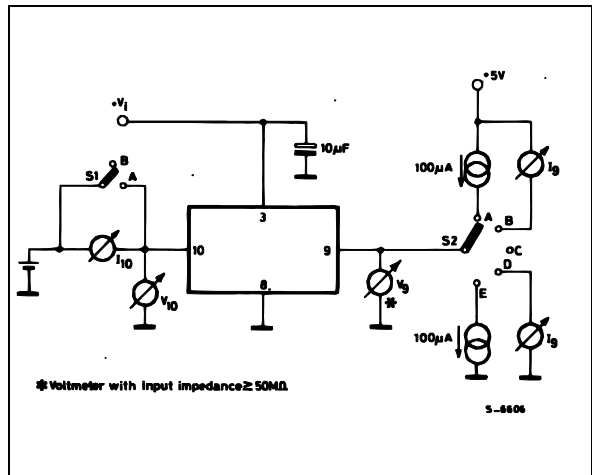 +5V
+Vi
10µF
B
S1
A
100µA
I9
A
B
S2
3
10
9
C
D
I10
V10
8.
V9
*
E
100µA
I9
* Voltmeter with input impedance ≥ 50MΩ
S-6606